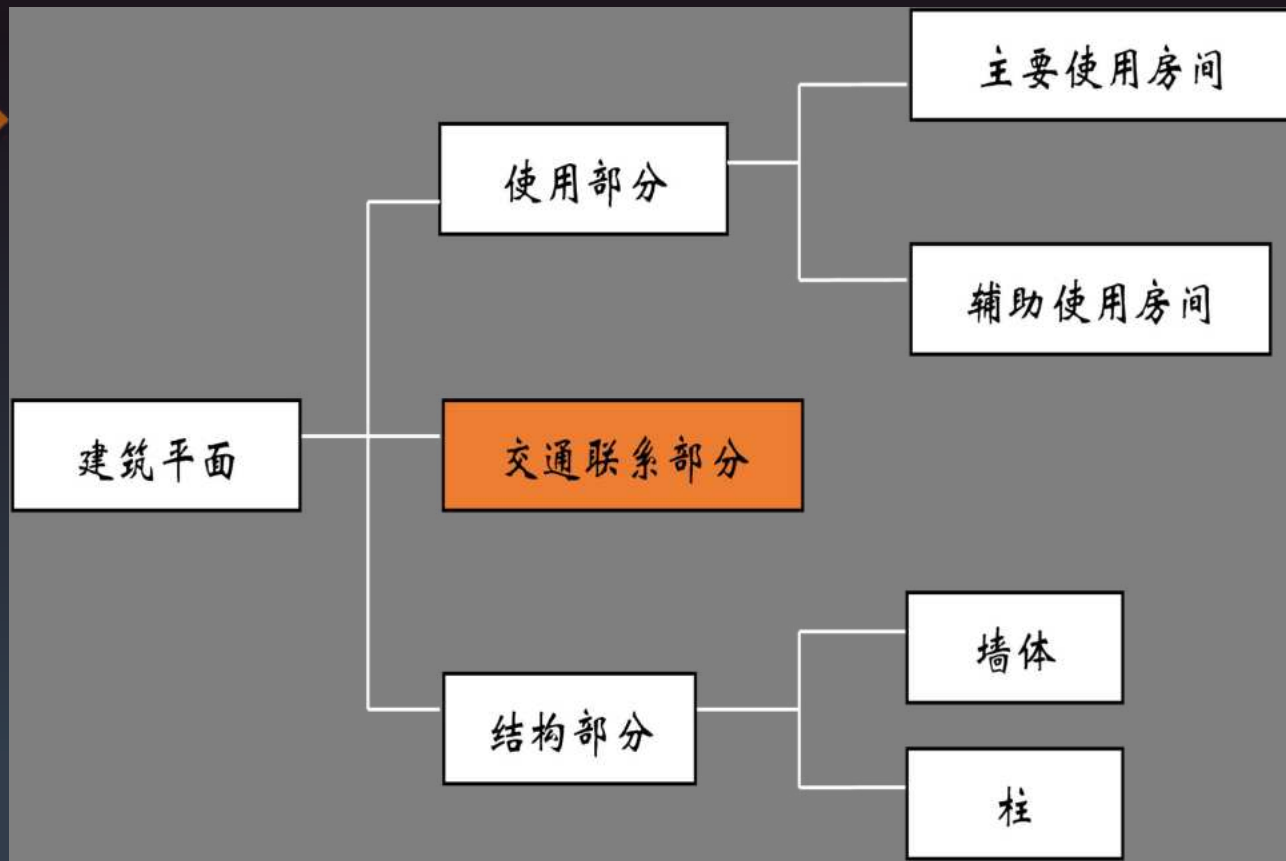 主要使用房间
使用部分
辅助使用房间
建筑平面
交通联系部分
墙体
结构部分
柱